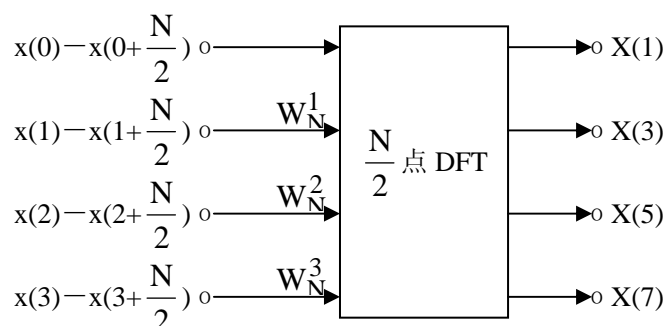 x(0)－x(0+N/2) o X(1)
x(1)－x(1+N/2) o W_N^1 o X(3)
N/2 点 DFT
x(2)－x(2+N/2) o W_N^2 o X(5)
x(3)－x(3+N/2) o W_N^3 o X(7)